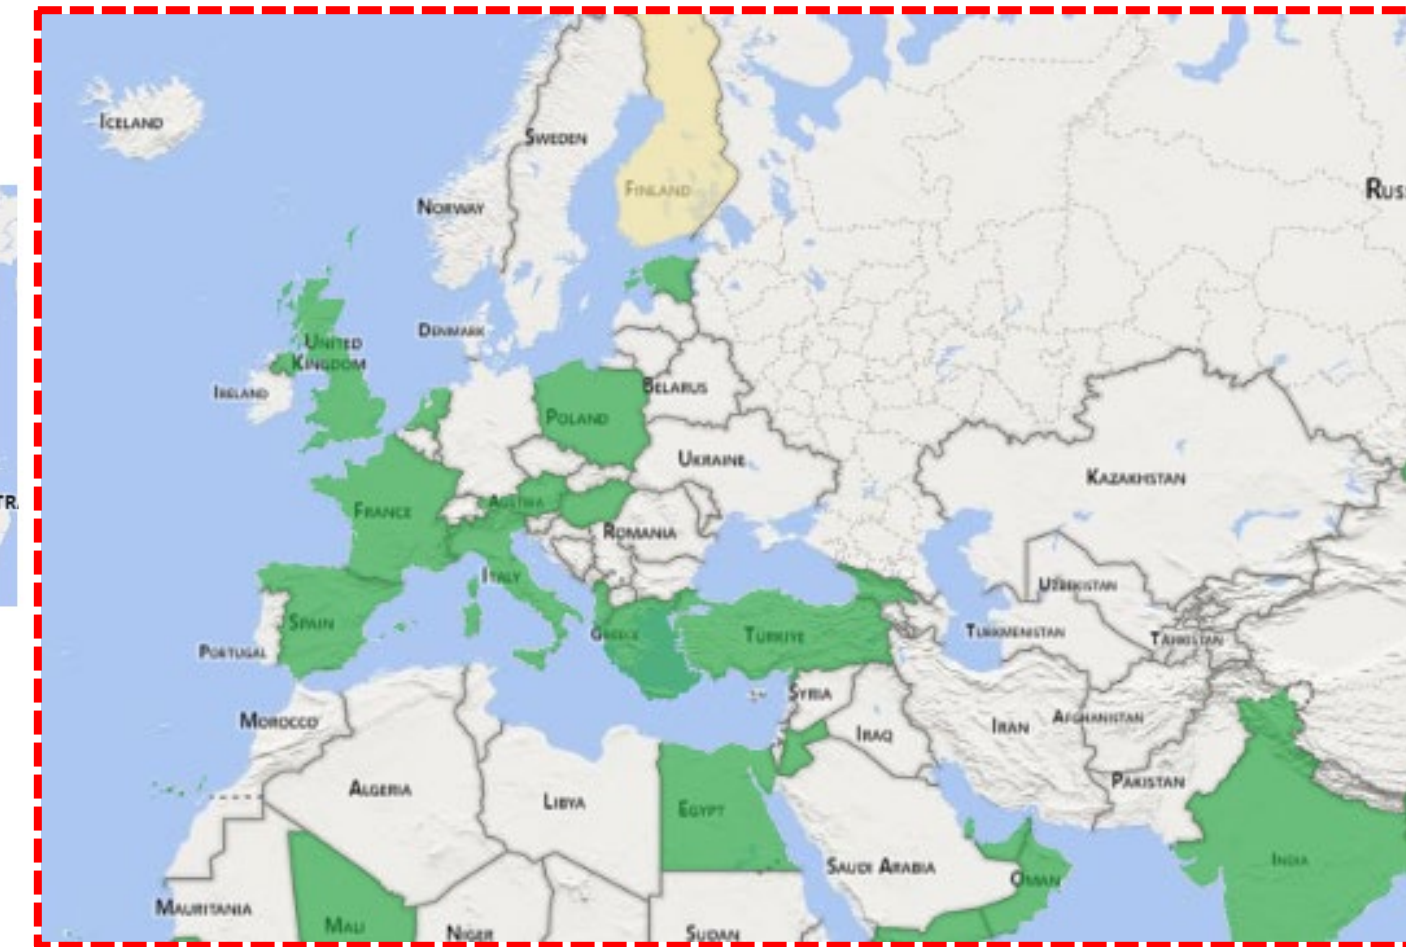 ICELAND
SWEDEN
FINLAND
RUS
NORWAY
UNITED
KINGDOM
DENMARK
IRELAND
BELARUS
POLAND
UKRAINE
KAZAKHSTAN
TR
FRANCE
AUSTRIA
ROMANIA
ITALY
UZBEKISTAN
SPAIN
GREECE
TÜRKIYE
TURKMENISTAN
TAJIKISTAN
PORTUGAL
SYRIA
MOROCCO
IRAQ
IRAN
AFGHANISTAN
ALGERIA
LIBYA
EGYPT
PAKISTAN
INDIA
SAUDI ARABIA
OMAN
MAURITANIA
MALI
NIGER
SUDAN